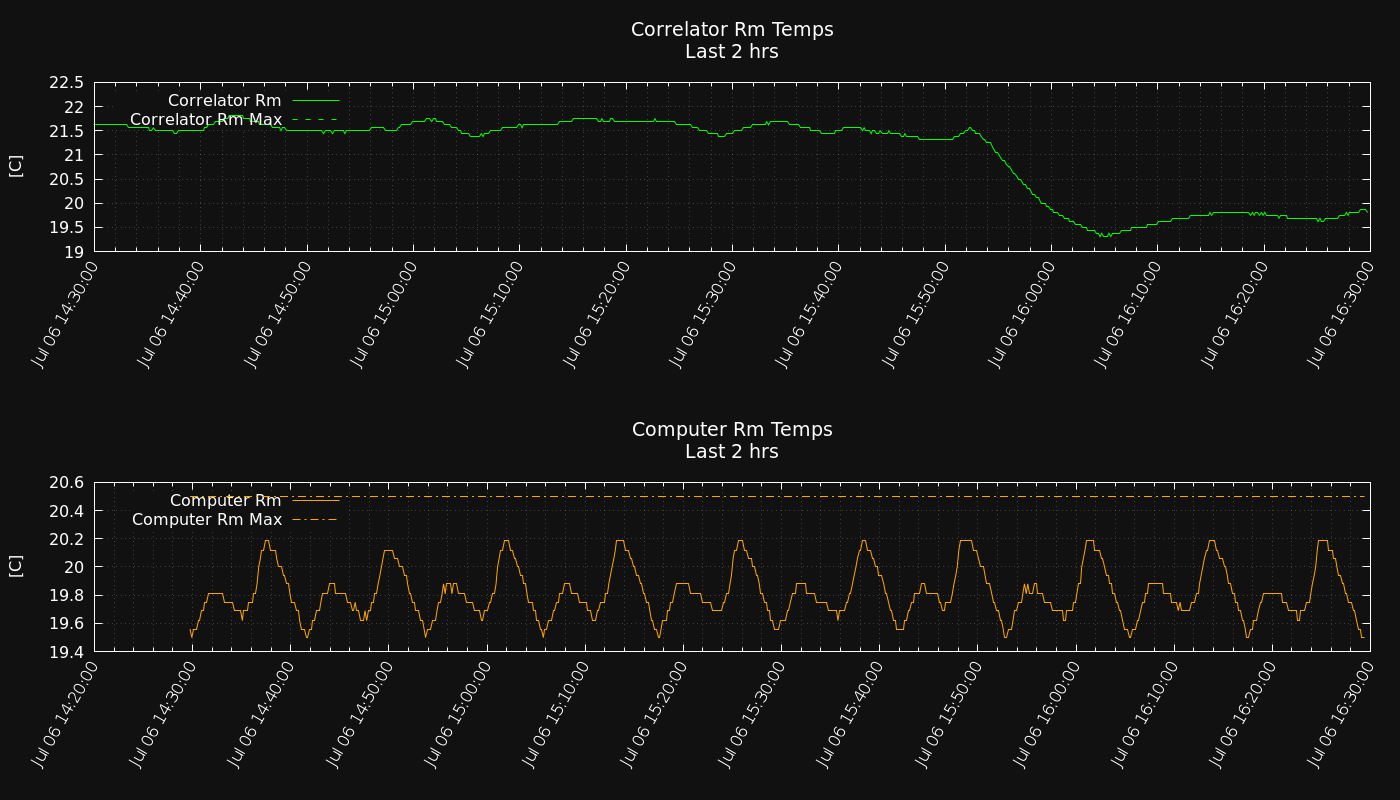 Correlator Rm Temps
Last 2 hrs
22.5
22
21.5
21
20.5
20
19.5
19
[C]
Correlator Rm
Correlator Rm Max
Jul 06 14:30:00
Jul 06 14:40:00
Jul 06 14:50:00
Jul 06 15:00:00
Jul 06 15:10:00
Jul 06 15:20:00
Jul 06 15:30:00
Jul 06 15:40:00
Jul 06 15:50:00
Jul 06 16:00:00
Jul 06 16:10:00
Jul 06 16:20:00
Jul 06 16:30:00
Computer Rm Temps
Last 2 hrs
20.6
20.4
20.2
20
19.8
19.6
19.4
[C]
Computer Rm
Computer Rm Max
Jul 06 14:20:00
Jul 06 14:30:00
Jul 06 14:40:00
Jul 06 14:50:00
Jul 06 15:00:00
Jul 06 15:10:00
Jul 06 15:20:00
Jul 06 15:30:00
Jul 06 15:40:00
Jul 06 15:50:00
Jul 06 16:00:00
Jul 06 16:10:00
Jul 06 16:20:00
Jul 06 16:30:00